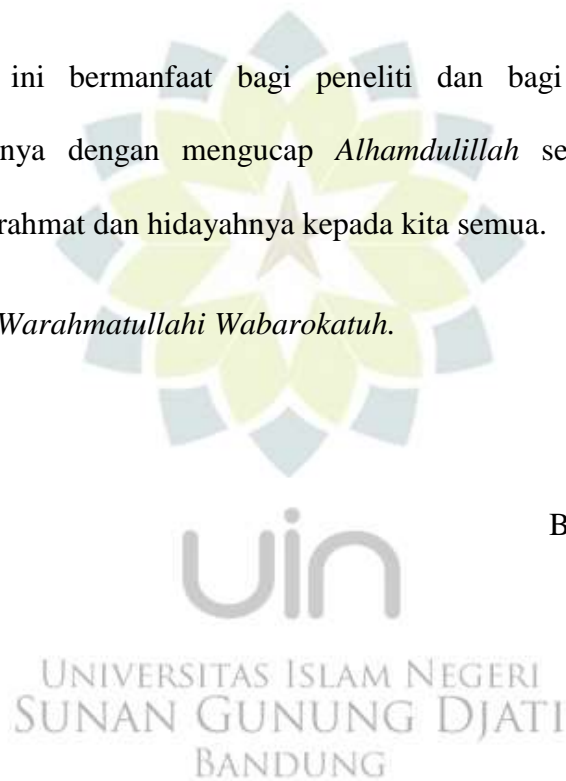 ini bermanfaat bagi peneliti dan bagi
nya dengan mengucap Alhamdulillah se
rahmat dan hidayahnya kepada kita semua.
Warahmatullahi Wabarokatuh.
B
uin
UNIVERSITAS ISLAM NEGERI
SUNAN GUNUNG DJATI
BANDUNG